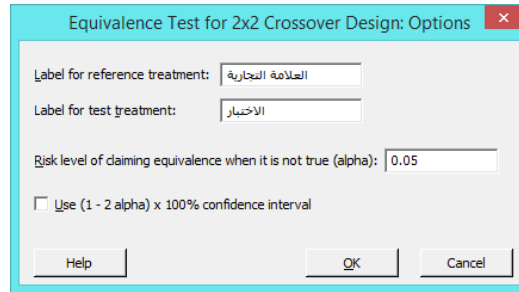 Equivalence Test for 2x2 Crossover Design: Options
Label for reference treatment: العلامة التجارية
Label for test treatment: الاختبار
Risk level of claiming equivalence when it is not true (alpha): 0.05
Use (1 - 2 alpha) x 100% confidence interval
Help OK Cancel